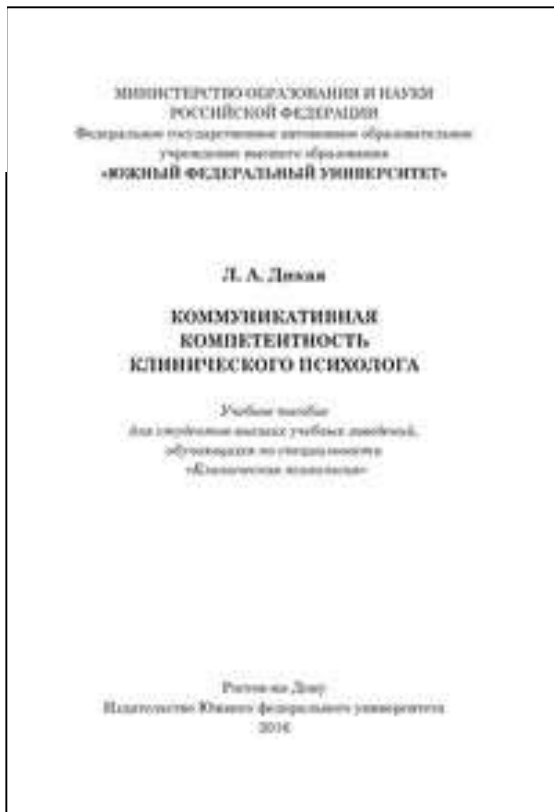 МИНИСТЕРСТВО ОБРАЗОВАНИЯ И НАУКИ
РОССИЙСКОЙ ФЕДЕРАЦИИ
Федеральное государственное автономное образовательное
учреждение высшего образования
«ЮЖНЫЙ ФЕДЕРАЛЬНЫЙ УНИВЕРСИТЕТ»
Л. А. Дикая
КОММУНИКАТИВНАЯ
КОМПЕТЕНТНОСТЬ
КЛИНИЧЕСКОГО ПСИХОЛОГА
Учебное пособие
для студентов высших учебных заведений,
обучающихся по специальности
«Клиническая психология»
Ростов-на-Дону
Издательство Южного федерального университета
2016